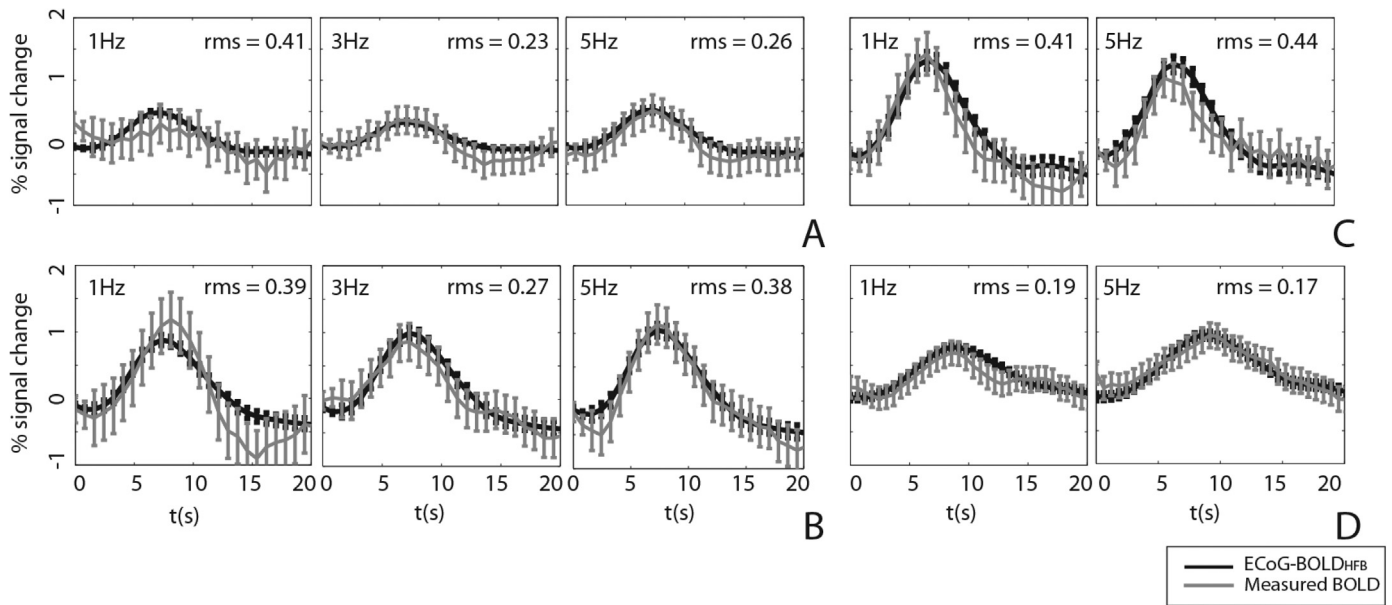 % signal change
2
1
0
-1
1Hz rms = 0.41
3Hz rms = 0.23
5Hz rms = 0.26
A
1Hz rms = 0.41
5Hz rms = 0.44
C
% signal change
2
1
0
-1
1Hz rms = 0.39
3Hz rms = 0.27
5Hz rms = 0.38
0 5 10 15 20
0 5 10 15 20
0 5 10 15 20
t(s)
t(s)
t(s)
B
1Hz rms = 0.19
5Hz rms = 0.17
0 5 10 15 20
0 5 10 15 20
t(s)
t(s)
D
ECoG-BOLDHFB
Measured BOLD